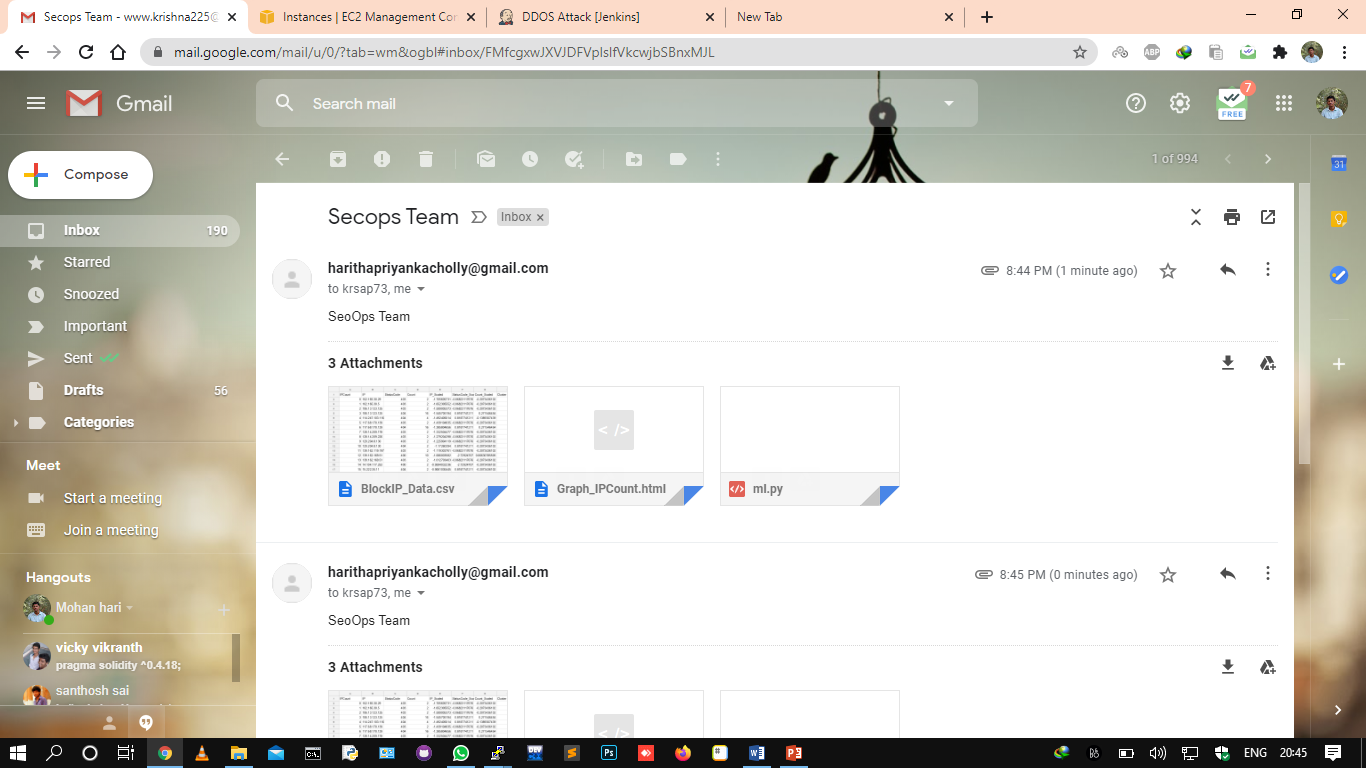 Secops Team - www.krishna225@
Instances | EC2 Management Con
DDOS Attack [Jenkins]
New Tab
mail.google.com/mail/u/0/?tab=wm&ogbl#inbox/FMfcgxwJXVJDFVplslfVkcwjbSBnxMJL
ABP
Gmail
Search mail
7
FREE
Compose
1 of 994
31
Inbox 190
Starred
Snoozed
Important
Sent
Drafts 56
Categories
Meet
Start a meeting
Join a meeting
Hangouts
Mohan hari
vicky vikranth
pragma solidity ^0.4.18;
santhosh sai
Secops Team
Inbox ×
harithapriyankacholly@gmail.com
8:44 PM (1 minute ago)
to krsap73, me
SeoOps Team
3 Attachments
BlockIP_Data.csv
Graph_IPCount.html
ml.py
harithapriyankacholly@gmail.com
8:45 PM (0 minutes ago)
to krsap73, me
SeoOps Team
3 Attachments
ENG
20:45